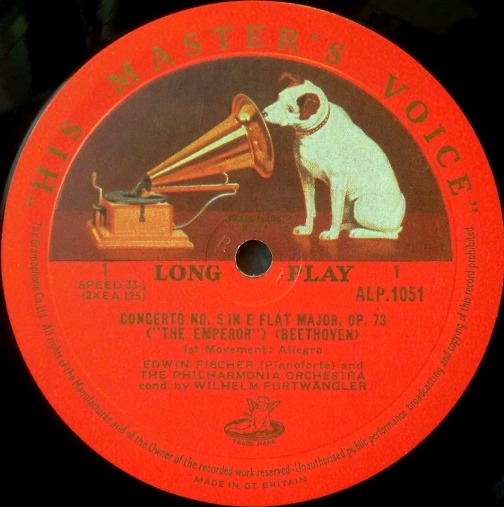 "HIS MASTER'S VOICE"
1 LONG PLAY 1
SPEED 33⅓
(2XEA.125)
ALP.1051
CONCERTO NO. 5 IN E FLAT MAJOR, OP. 73
("THE EMPEROR") (BEETHOVEN)
1st Movement: Allegro
EDWIN FISCHER (Pianoforte) and
THE PHILHARMONIA ORCHESTRA
cond. by WILHELM FURTWÄNGLER
TRADE MARK
The Gramophone Co. Ltd. All rights of the Manufacturer and of the Owner of the recorded work reserved - Unauthorised public performance broadcasting and copying of this record prohibited
MADE IN GT. BRITAIN